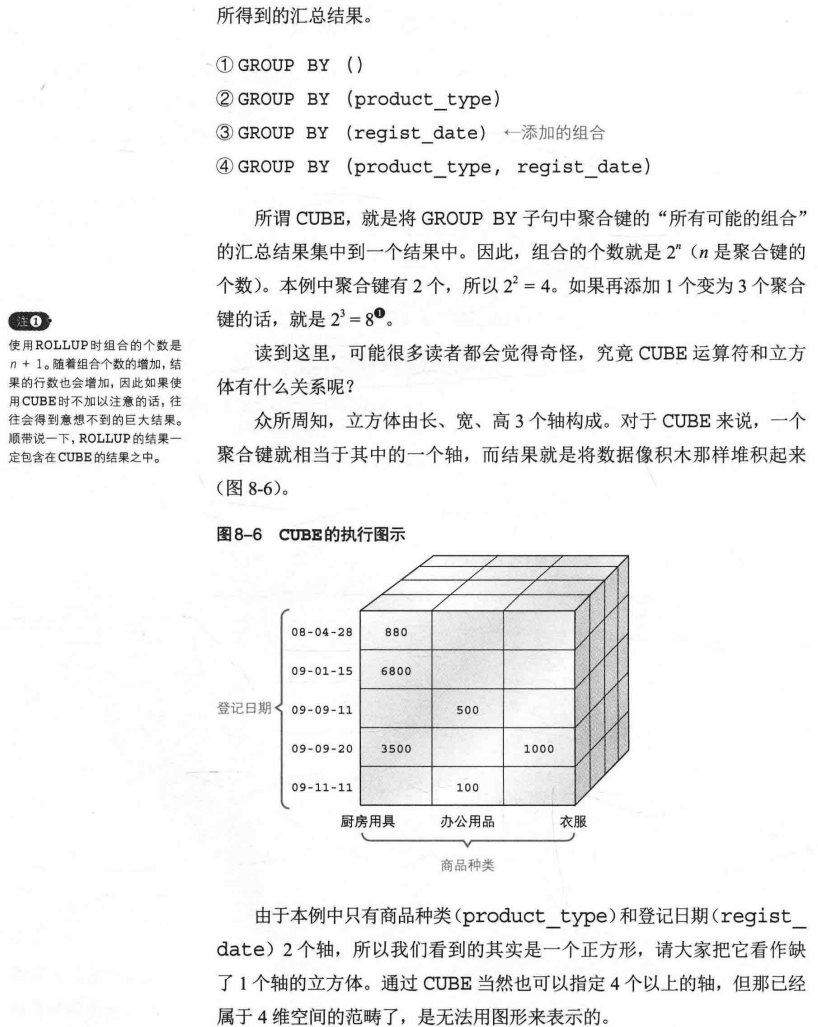 所得到的汇总结果。
① GROUP BY ()
② GROUP BY (product_type)
③ GROUP BY (regist_date) ←添加的组合
④ GROUP BY (product_type, regist_date)
所谓 CUBE，就是将 GROUP BY 子句中聚合键的“所有可能的组合”
的汇总结果集中到一个结果中。因此，组合的个数就是 2ⁿ（n 是聚合键的
个数）。本例中聚合键有 2 个，所以 2² = 4。如果再添加 1 个变为 3 个聚合
键的话，就是 2³ = 8❶。
注❶
使用ROLLUP时组合的个数是
n + 1。随着组合个数的增加，结
果的行数也会增加，因此如果使
用CUBE时不加以注意的话，往
往会得到意想不到的巨大结果。
顺带说一下，ROLLUP的结果一
定包含在CUBE的结果之中。
读到这里，可能很多读者都会觉得奇怪，究竟 CUBE 运算符和立方
体有什么关系呢？
众所周知，立方体由长、宽、高 3 个轴构成。对于 CUBE 来说，一个
聚合键就相当于其中的一个轴，而结果就是将数据像积木那样堆积起来
（图 8-6）。
图8–6 CUBE的执行图示
08-04-28 880
09-01-15 6800
登记日期 09-09-11 500
09-09-20 3500 1000
09-11-11 100
厨房用具 办公用品 衣服
商品种类
由于本例中只有商品种类（product_type）和登记日期（regist_
date）2 个轴，所以我们看到的其实是一个正方形，请大家把它看作缺
了 1 个轴的立方体。通过 CUBE 当然也可以指定 4 个以上的轴，但那已经
属于 4 维空间的范畴了，是无法用图形来表示的。